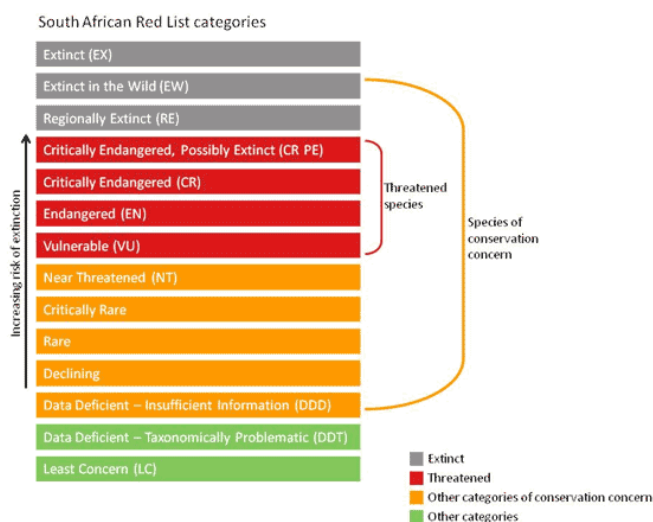 South African Red List categories
Extinct (EX)
Extinct in the Wild (EW)
Regionally Extinct (RE)
Critically Endangered, Possibly Extinct (CR PE)
Critically Endangered (CR)
Endangered (EN)
Vulnerable (VU)
Near Threatened (NT)
Critically Rare
Rare
Declining
Data Deficient – Insufficient Information (DDD)
Data Deficient – Taxonomically Problematic (DDT)
Least Concern (LC)
Increasing risk of extinction
Threatened
species
Species of
conservation
concern
Extinct
Threatened
Other categories of conservation concern
Other categories